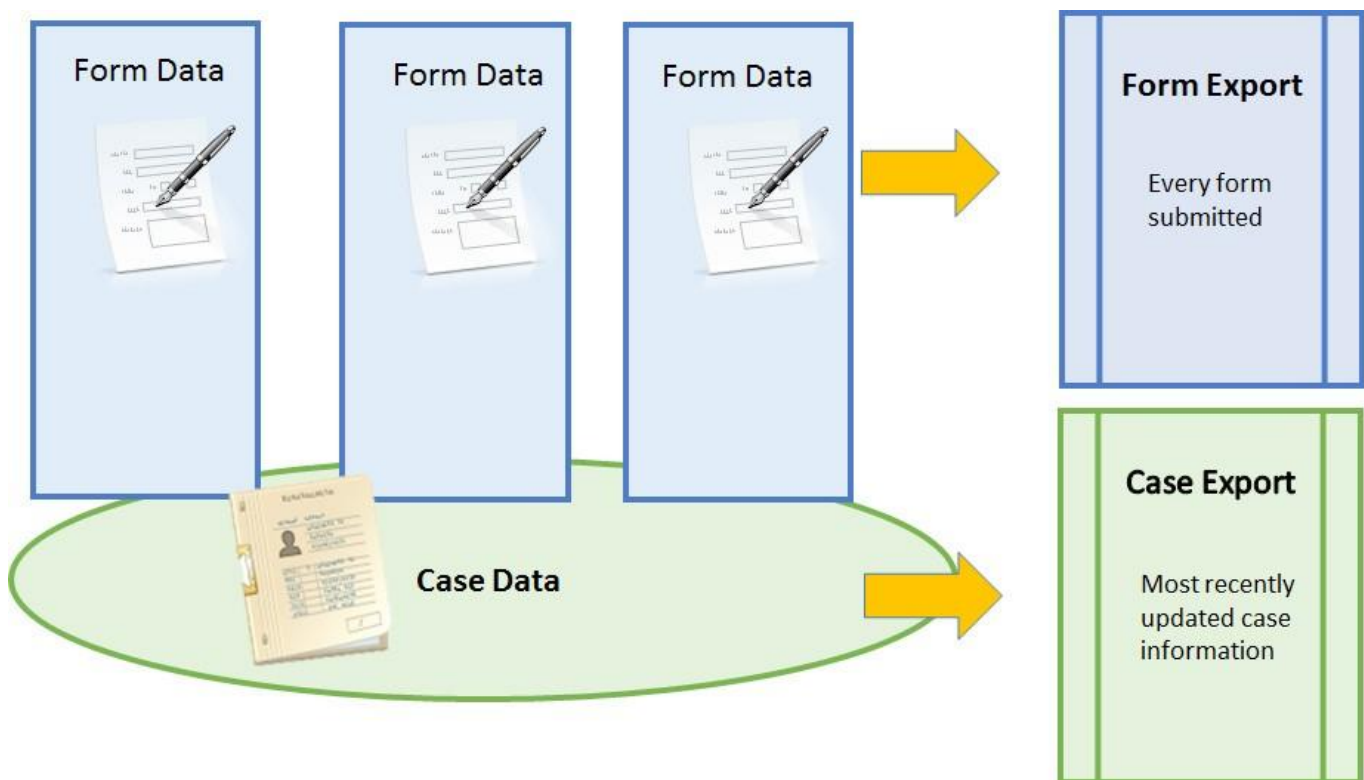 Form Data
Form Data
Form Data
Form Export
Every form
submitted
Case Data
Case Export
Most recently
updated case
information